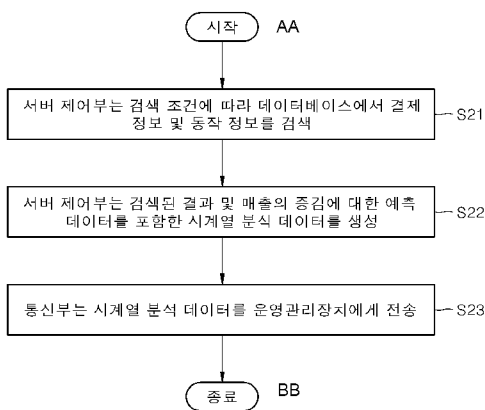 시작 AA
서버 제어부는 검색 조건에 따라 데이터베이스에서 결제
정보 및 동작 정보를 검색
S21
서버 제어부는 검색된 결과 및 매출의 증감에 대한 예측
데이터를 포함한 시계열 분석 데이터를 생성
S22
통신부는 시계열 분석 데이터를 운영관리장치에게 전송
S23
종료 BB